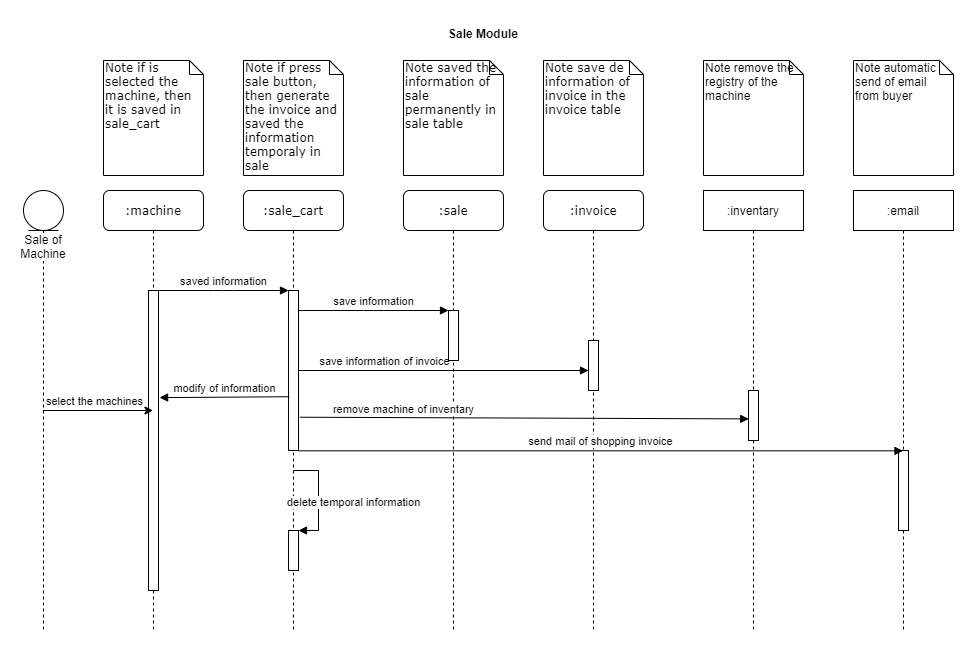 Sale Module
Note if is
selected the
machine, then
it is saved in
sale_cart
Note if press
sale button,
then generate
the invoice and
saved the
information
temporaly in
sale
Note saved the
information of
sale
permanently in
sale table
Note save de
information of
invoice in the
invoice table
Note remove the
registry of the
machine
Note automatic
send of email
from buyer
Sale of
Machine
:machine
:sale_cart
:sale
:invoice
:inventary
:email
saved information
save information
save information of invoice
modify of information
select the machines
remove machine of inventary
send mail of shopping invoice
delete temporal information